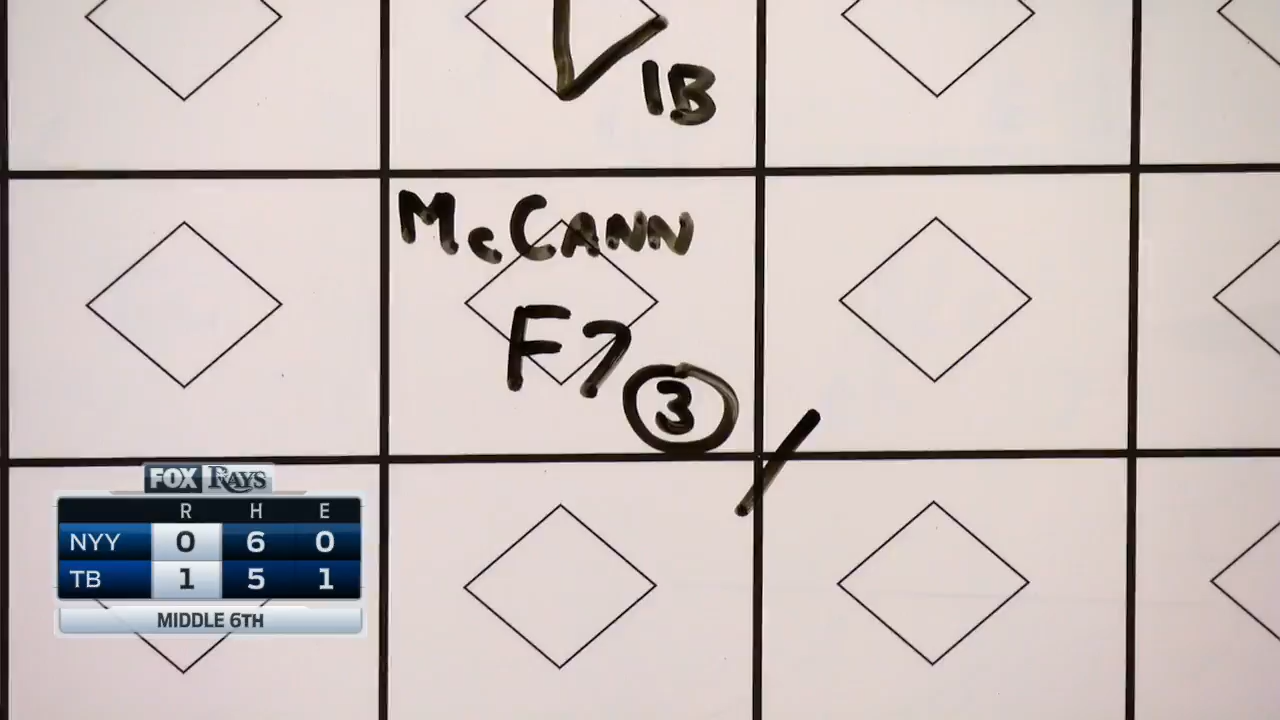 1B
McCANN
F7
3
FOX RAYS
R H E
NYY 0 6 0
TB 1 5 1
MIDDLE 6TH